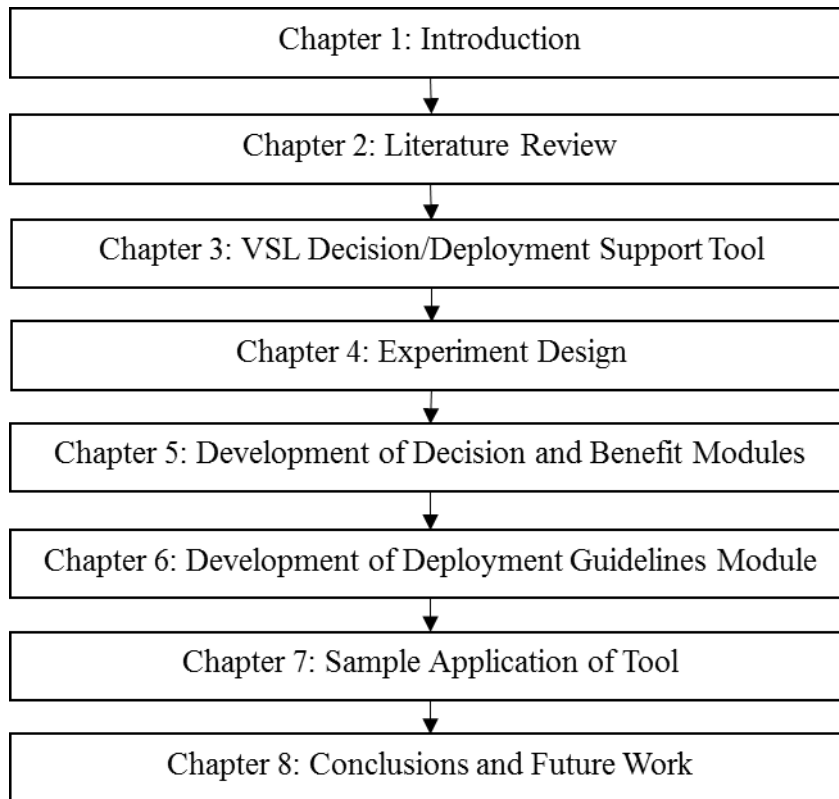 Chapter 1: Introduction
Chapter 2: Literature Review
Chapter 3: VSL Decision/Deployment Support Tool
Chapter 4: Experiment Design
Chapter 5: Development of Decision and Benefit Modules
Chapter 6: Development of Deployment Guidelines Module
Chapter 7: Sample Application of Tool
Chapter 8: Conclusions and Future Work